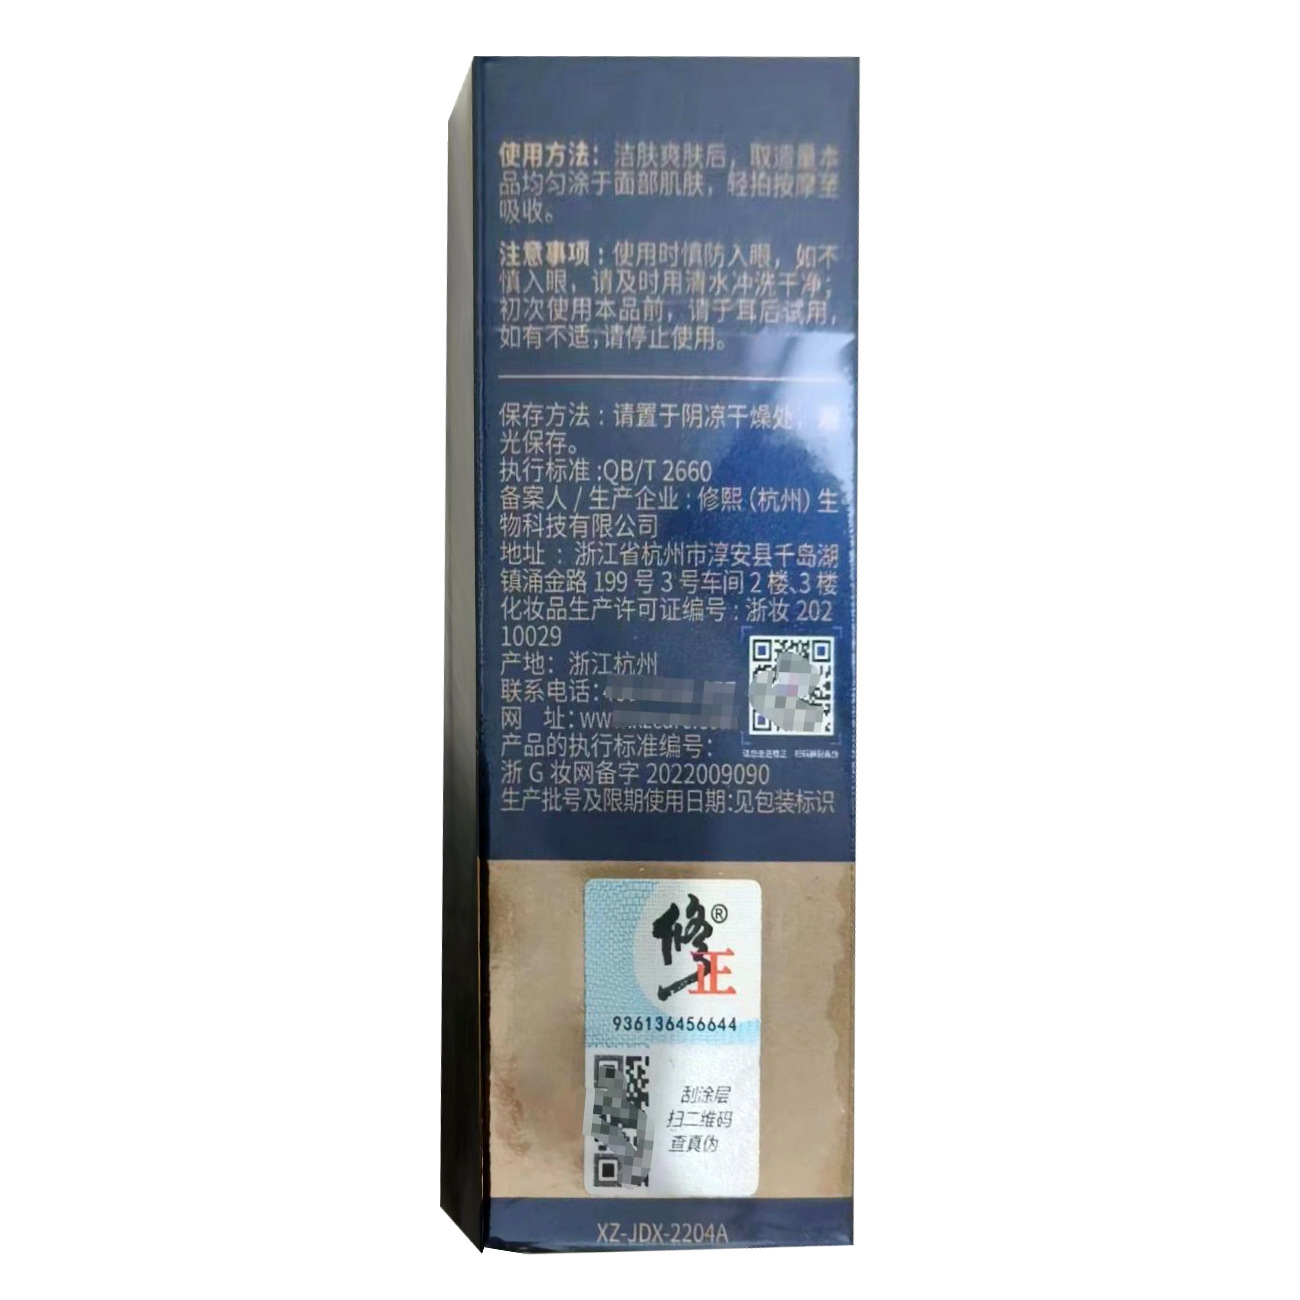 使用方法：洁肤爽肤后，取适量本
品均匀涂于面部肌肤，轻拍按摩至
吸收。
注意事项：使用时慎防入眼，如不
慎入眼，请及时用清水冲洗干净；
初次使用本品前，请于耳后试用，
如有不适,请停止使用。
保存方法：请置于阴凉干燥处，
光保存。
执行标准:QB/T 2660
备案人/生产企业：修熙（杭州）生
物科技有限公司
地址：浙江省杭州市淳安县千岛湖
镇涌金路 199 号 3 号车间 2 楼、3 楼
化妆品生产许可证编号：浙妆 202
10029
产地：浙江杭州
联系电话:
网 址:
产品的执行标准编号：
浙 G 妆网备字 2022009090
生产批号及限期使用日期:见包装标识
修正®
936136456644
刮涂层
扫二维码
查真伪
XZ-JDX-2204A